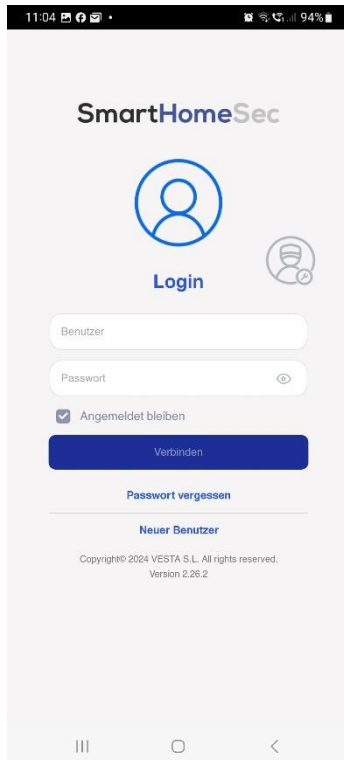 11:04 94%
SmartHomeSec
Login
Benutzer
Passwort
Angemeldet bleiben
Verbinden
Passwort vergessen
Neuer Benutzer
Copyright© 2024 VESTA S.L. All rights reserved.
Version 2.26.2